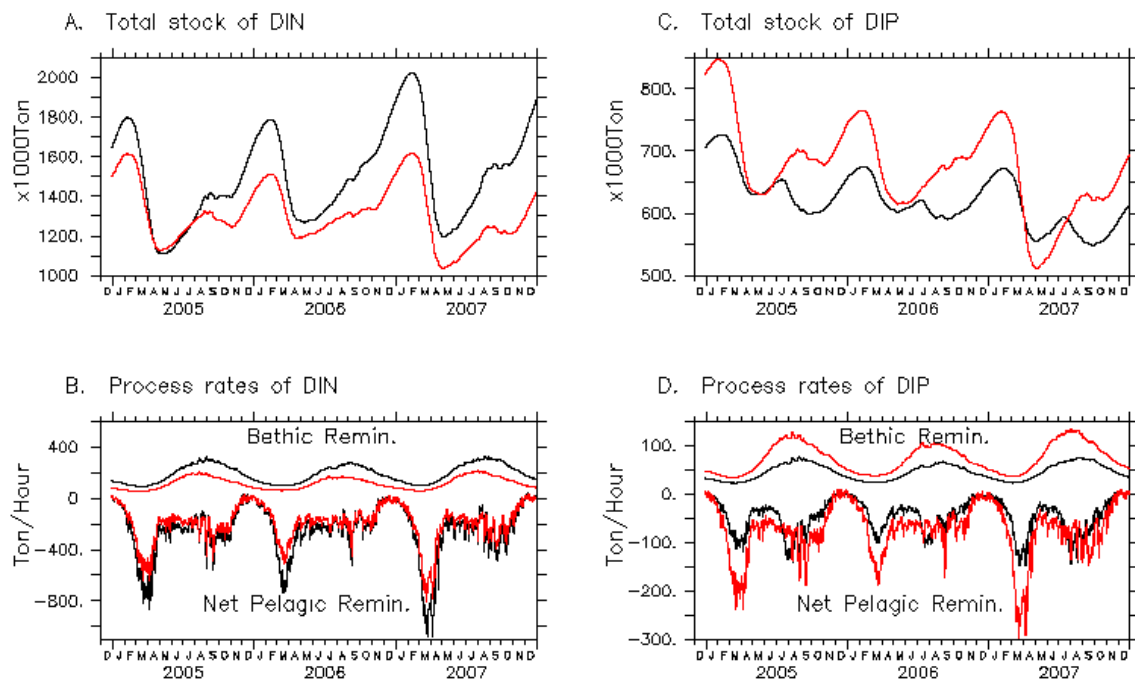 A. Total stock of DIN
x1000Ton
2000
1800.
1600
1400
1200.
1000
D J F M A M J J A S O N D J F M A M J J A S O N D J F M A M J J A S O N D
2005 2006 2007
C. Total stock of DIP
x1000Ton
800.
700.
600.
500.
D J F M A M J J A S O N D J F M A M J J A S O N D J F M A M J J A S O N D
2005 2006 2007
B. Process rates of DIN
Ton/Hour
400
0
-400.
-800.
Bethic Remin.
Net Pelagic Remin.
D J F M A M J J A S O N D J F M A M J J A S O N D J F M A M J J A S O N D
2005 2006 2007
D. Process rates of DIP
Ton/Hour
100.
0.
-100.
-200.
-300.
Bethic Remin.
Net Pelagic Remin.
D J F M A M J J A S O N D J F M A M J J A S O N D J F M A M J J A S O N D
2005 2006 2007